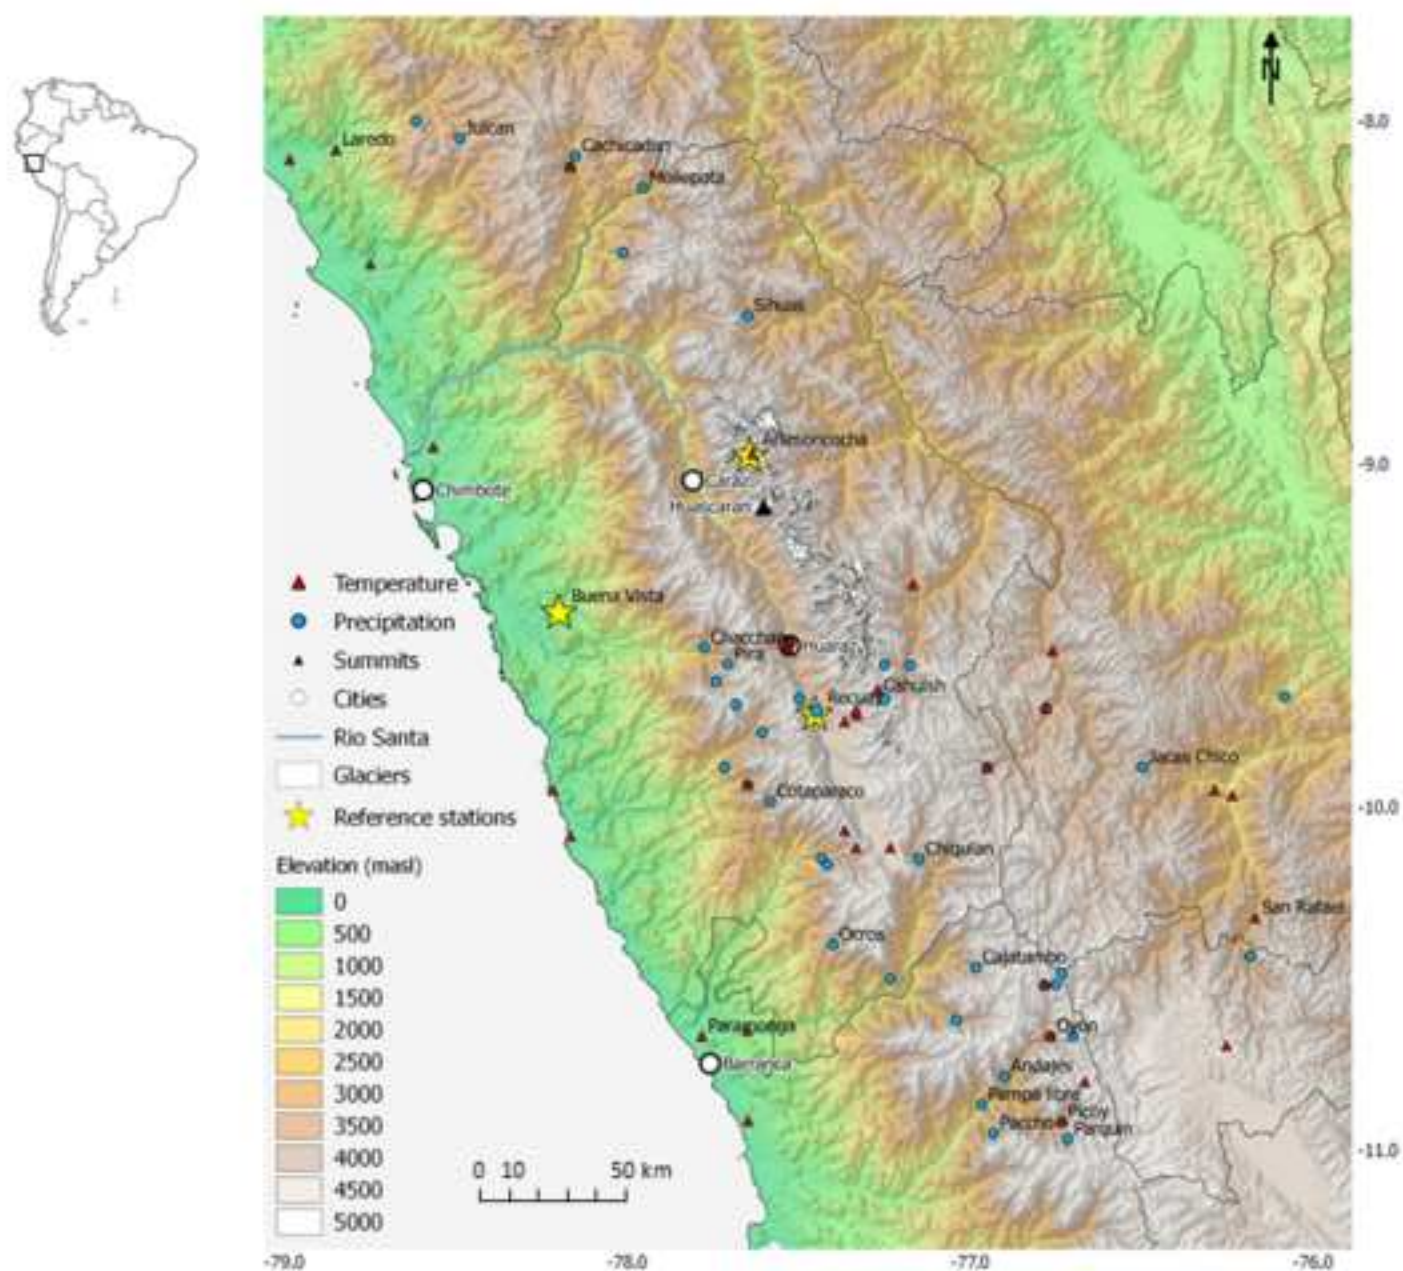 N
-8.0
Laredo
Julcan
Cachicadan
Mollepata
Sihuas
Artesoncocha
-9.0
Caraz
Huascaran
Chimbote
Temperature
Buena Vista
Precipitation
Summits
Pira
Huaraz
Cahuish
Recuay
Cities
Rio Santa
Jacas Chico
Glaciers
Cotaparaco
-10.0
Reference stations
Chiquian
Elevation (masl)
0
500
1000
1500
2000
2500
3000
3500
4000
4500
5000
San Rafael
Ocros
Cajatambo
Paramonga
Oyon
Barranca
Andajes
Pampa libre
Picoy
Paccho
Parquin
-11.0
0 10 50 km
-79.0 -78.0 -77.0 -76.0